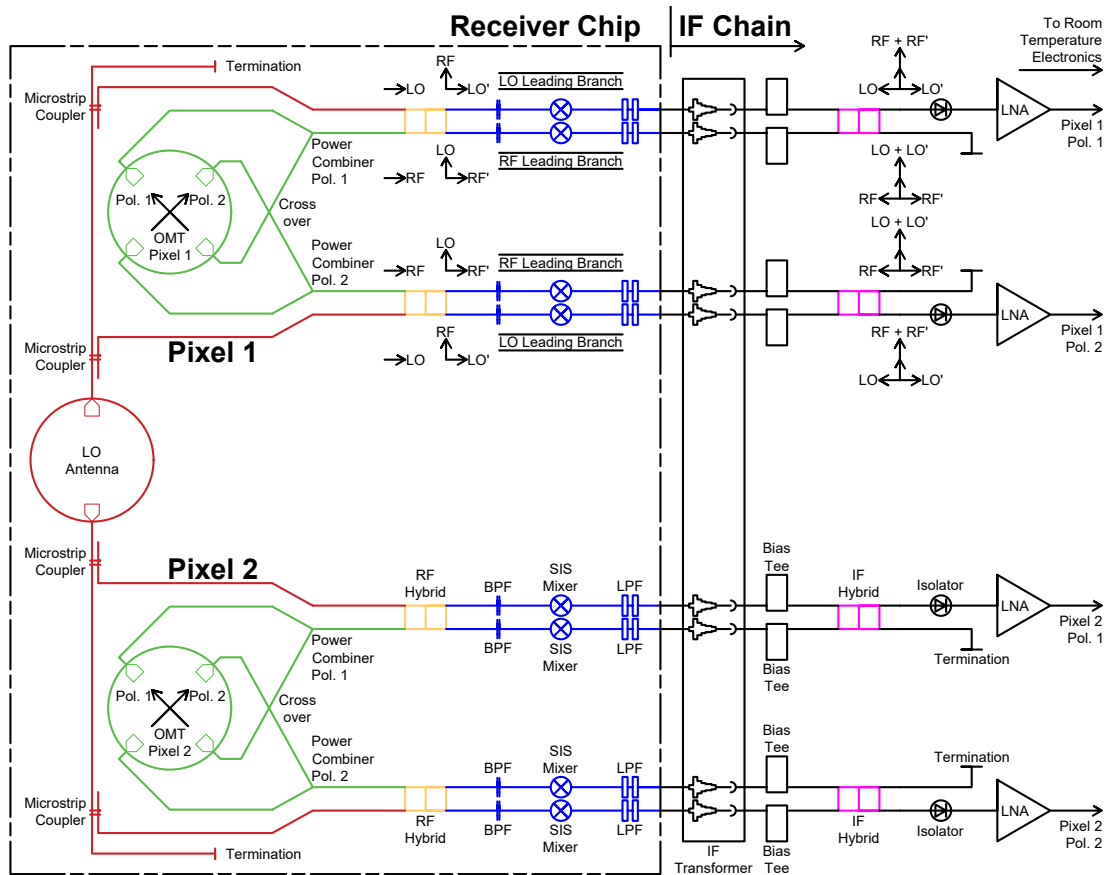 Receiver Chip
IF Chain
To Room
Temperature
Electronics
Termination
Microstrip
Coupler
LO
RF
LO'
LO Leading Branch
RF + RF'
LO
LO'
LNA
Pixel 1
Pol. 1
Power
Combiner
Pol. 1
LO
RF
RF'
RF Leading Branch
LO + LO'
RF
RF'
Pol. 1
Pol. 2
OMT
Pixel 1
Cross
over
Power
Combiner
Pol. 2
RF
LO
RF'
RF Leading Branch
LO + LO'
RF
RF'
LNA
Pixel 1
Pol. 2
Microstrip
Coupler
Pixel 1
LO
RF
LO'
LO Leading Branch
RF + RF'
LO
LO'
LO
Antenna
Microstrip
Coupler
Pixel 2
RF
Hybrid
BPF
SIS
Mixer
LPF
Bias
Tee
IF
Hybrid
Isolator
LNA
Pixel 2
Pol. 1
Power
Combiner
Pol. 1
BPF
SIS
Mixer
LPF
Bias
Tee
Termination
Pol. 1
Pol. 2
OMT
Pixel 2
Cross
over
Power
Combiner
Pol. 2
BPF
SIS
Mixer
LPF
Bias
Tee
Termination
Microstrip
Coupler
RF
Hybrid
BPF
SIS
Mixer
LPF
IF
Transformer
Bias
Tee
IF
Hybrid
Isolator
LNA
Pixel 2
Pol. 2
Termination